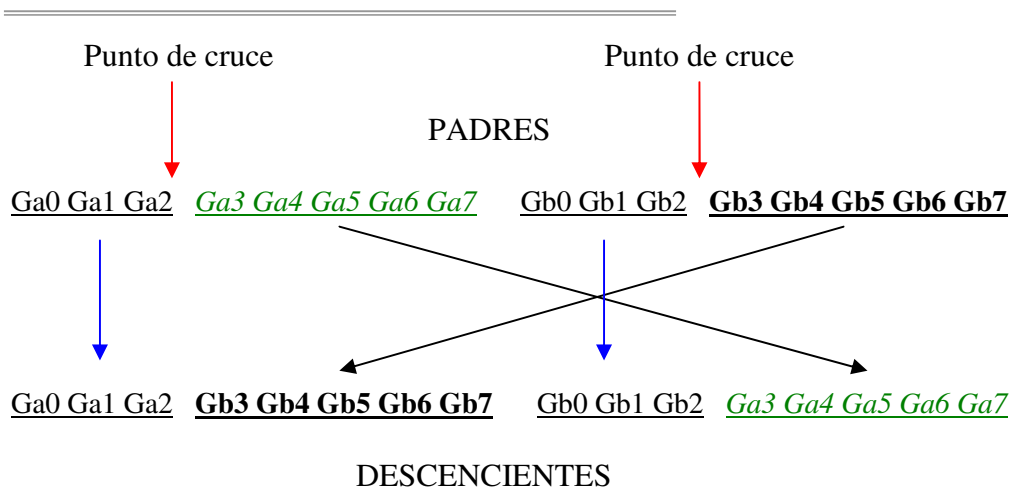 Punto de cruce Punto de cruce
PADRES
Ga0 Ga1 Ga2 Ga3 Ga4 Ga5 Ga6 Ga7 Gb0 Gb1 Gb2 Gb3 Gb4 Gb5 Gb6 Gb7
Ga0 Ga1 Ga2 Gb3 Gb4 Gb5 Gb6 Gb7 Gb0 Gb1 Gb2 Ga3 Ga4 Ga5 Ga6 Ga7
DESCENCIENTES